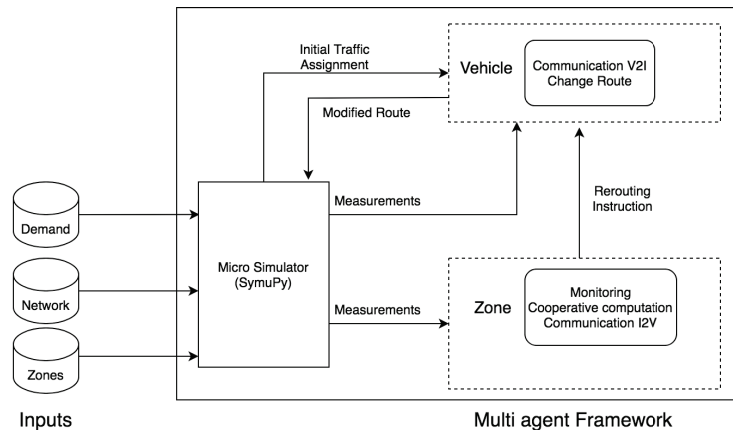 Initial Traffic
Assignment
Vehicle
Communication V2I
Change Route
Modified Route
Measurements
Rerouting
Instruction
Demand
Micro Simulator
(SymuPy)
Network
Measurements
Zone
Monitoring
Cooperative computation
Communication I2V
Zones
Inputs
Multi agent Framework